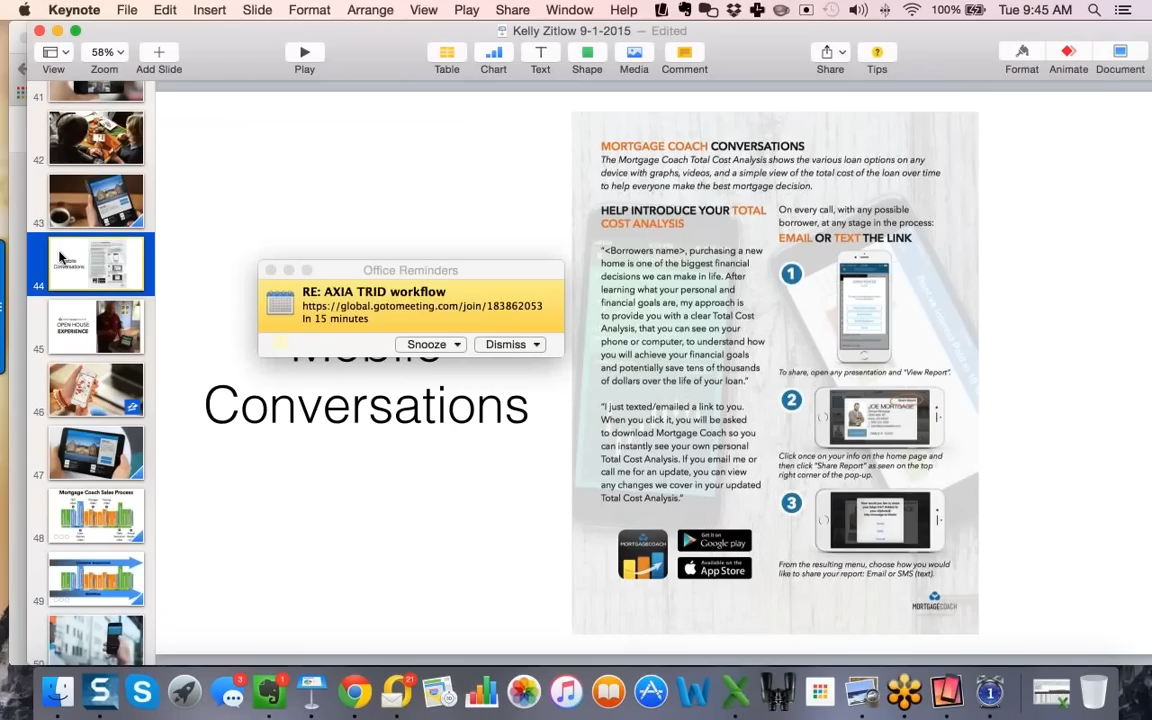 Keynote File Edit Insert Slide Format Arrange View Play Share Window Help 100% Tue 9:45 AM
Kelly Zitlow 9-1-2015 — Edited
58%
View Zoom Add Slide Play Table Chart Text Shape Media Comment Share Tips Format Animate Document
41
42
43
44
45
OPEN HOUSE
EXPERIENCE
46
47
Mortgage Coach Sales Process
48
49
Office Reminders
RE: AXIA TRID workflow
https://global.gotomeeting.com/join/183862053
In 15 minutes
Snooze Dismiss
Mobile
Conversations
MORTGAGE COACH CONVERSATIONS
The Mortgage Coach Total Cost Analysis shows the various loan options on any
device with graphs, videos, and a simple view of the total cost of the loan over time
to help everyone make the best mortgage decision.
HELP INTRODUCE YOUR TOTAL
COST ANALYSIS
"<Borrowers name>, purchasing a new
home is one of the biggest financial
decisions we can make in life. After
learning what your personal and
financial goals are, my approach is
to provide you with a clear Total Cost
Analysis, that you can see on your
phone or computer, to understand how
you will achieve your financial goals
and potentially save tens of thousands
of dollars over the life of your loan."
"I just texted/emailed a link to you.
When you click it, you will be asked
to download Mortgage Coach so you
can instantly see your own personal
Total Cost Analysis. If you email me or
call me for an update, you can view
any changes we cover in your updated
Total Cost Analysis."
MORTGAGECOACH
Get it on
Google play
Available on the
App Store
On every call, with any possible
borrower, at any stage in the process:
EMAIL OR TEXT THE LINK
1
To share, open any presentation and "View Report".
2
JOE MORTGAGE
Click once on your info on the home page and
then click "Share Report" as seen on the top
right corner of the pop-up.
3
From the resulting menu, choose how you would
like to share your report: Email or SMS (text).
MORTGAGECOACH
3
1
21
1